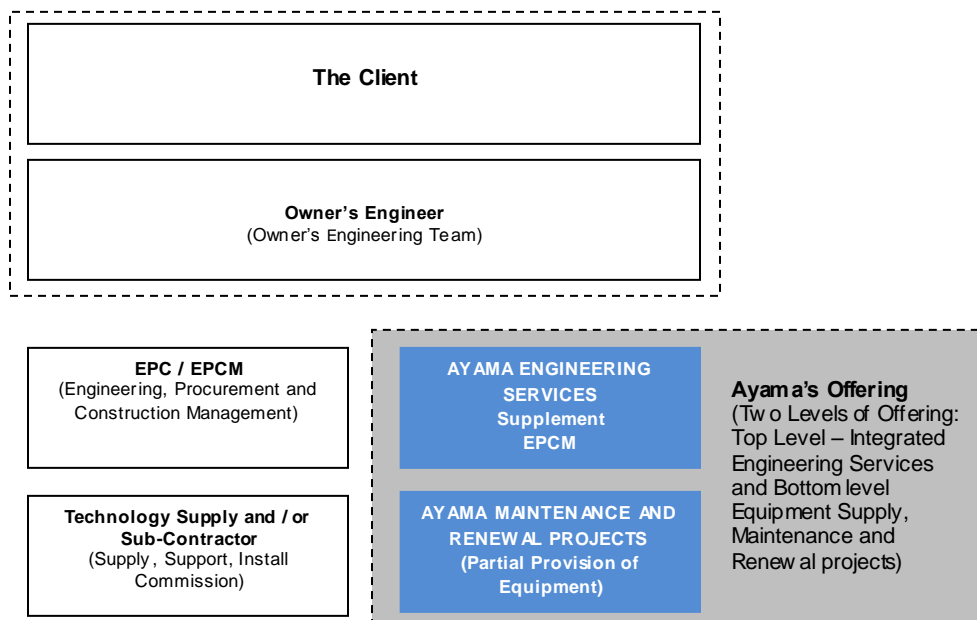 The Client
Owner's Engineer
(Owner's Engineering Team)
EPC / EPCM
(Engineering, Procurement and
Construction Management)
AYAMA ENGINEERING
SERVICES
Supplement
EPCM
Ayama's Offering
(Two Levels of Offering:
Top Level – Integrated
Engineering Services
and Bottom level
Equipment Supply,
Maintenance and
Renewal projects)
Technology Supply and / or
Sub-Contractor
(Supply, Support, Install
Commission)
AYAMA MAINTENANCE AND
RENEWAL PROJECTS
(Partial Provision of
Equipment)